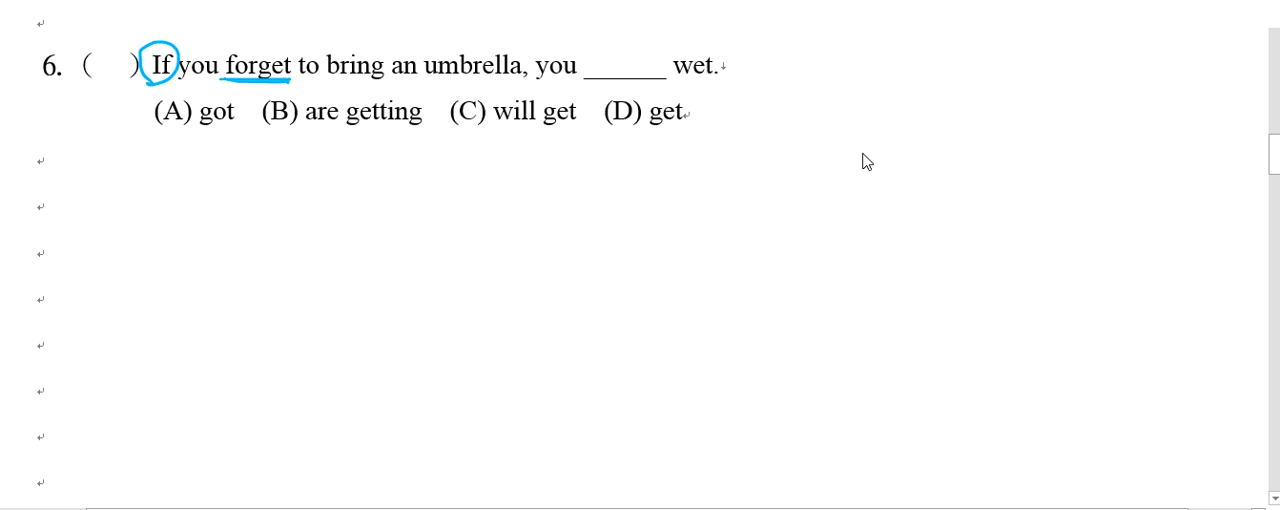 6. (    ) If you forget to bring an umbrella, you ______ wet.
(A) got (B) are getting (C) will get (D) get